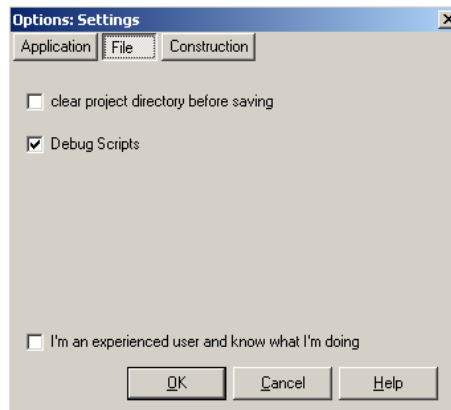 Options: Settings
Application File Construction
clear project directory before saving
Debug Scripts
I'm an experienced user and know what I'm doing
OK Cancel Help